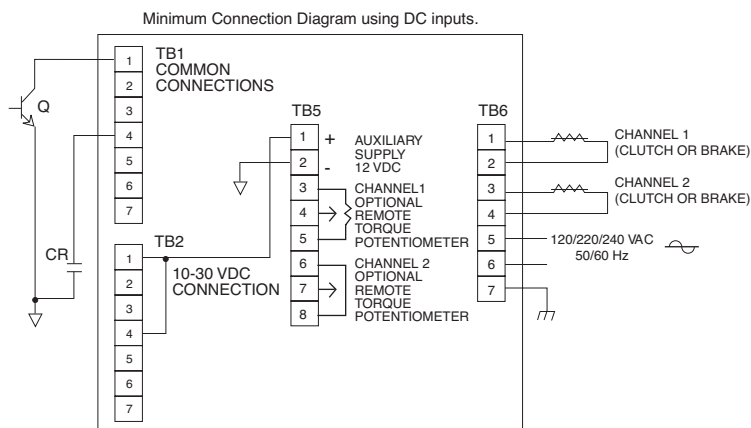 Minimum Connection Diagram using DC inputs.
TB1
COMMON
CONNECTIONS
1
2
3
4
5
6
7
Q
CR
TB2
10-30 VDC
CONNECTION
1
2
3
4
5
6
7
TB5
1
2
3
4
5
6
7
8
+
-
AUXILIARY
SUPPLY
12 VDC
CHANNEL1
OPTIONAL
REMOTE
TORQUE
POTENTIOMETER
CHANNEL 2
OPTIONAL
REMOTE
TORQUE
POTENTIOMETER
TB6
1
2
3
4
5
6
7
CHANNEL 1
(CLUTCH OR BRAKE)
CHANNEL 2
(CLUTCH OR BRAKE)
120/220/240 VAC
50/60 Hz